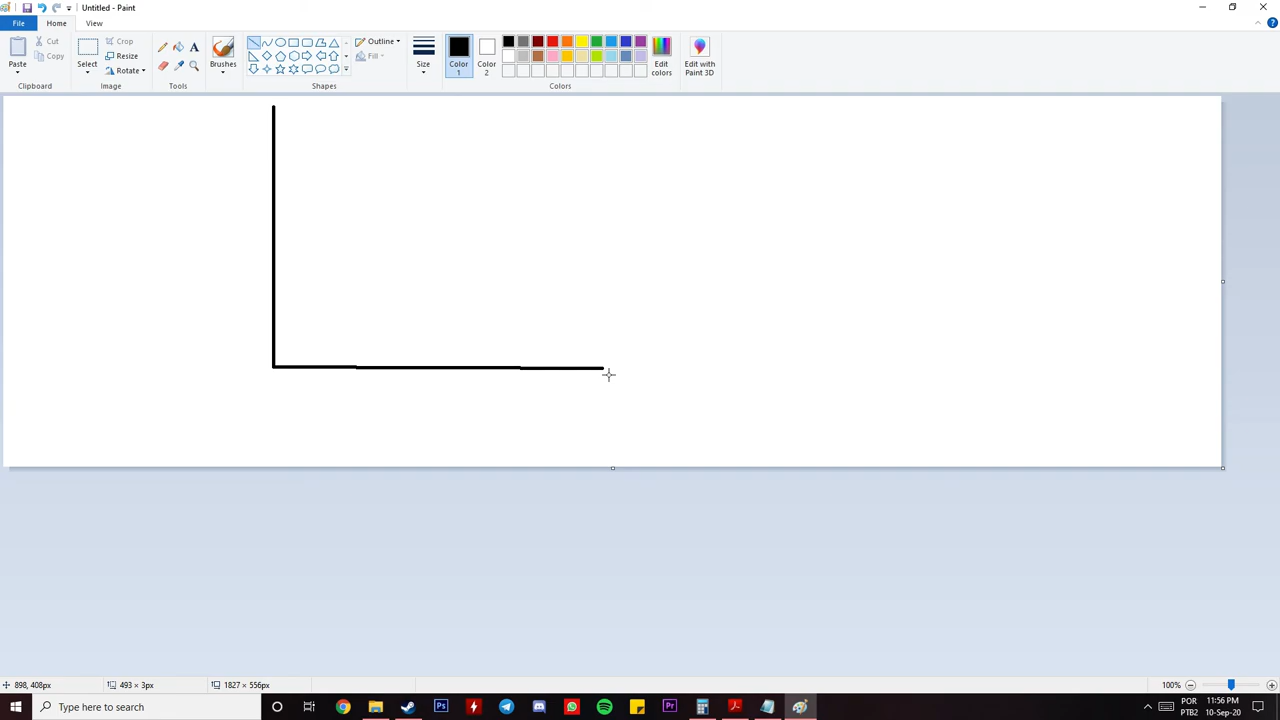 Untitled - Paint
File
Home
View
Paste
Cut
Copy
Clipboard
Select
Crop
Resize
Rotate
Image
A
Tools
Brushes
Outline
Fill
Shapes
Size
Color 1
Color 2
Edit colors
Colors
Edit with Paint 3D
898, 408px
493 × 3px
1827 × 556px
100%
Type here to search
Ps
Pr
POR
PTB2
11:56 PM
10-Sep-20